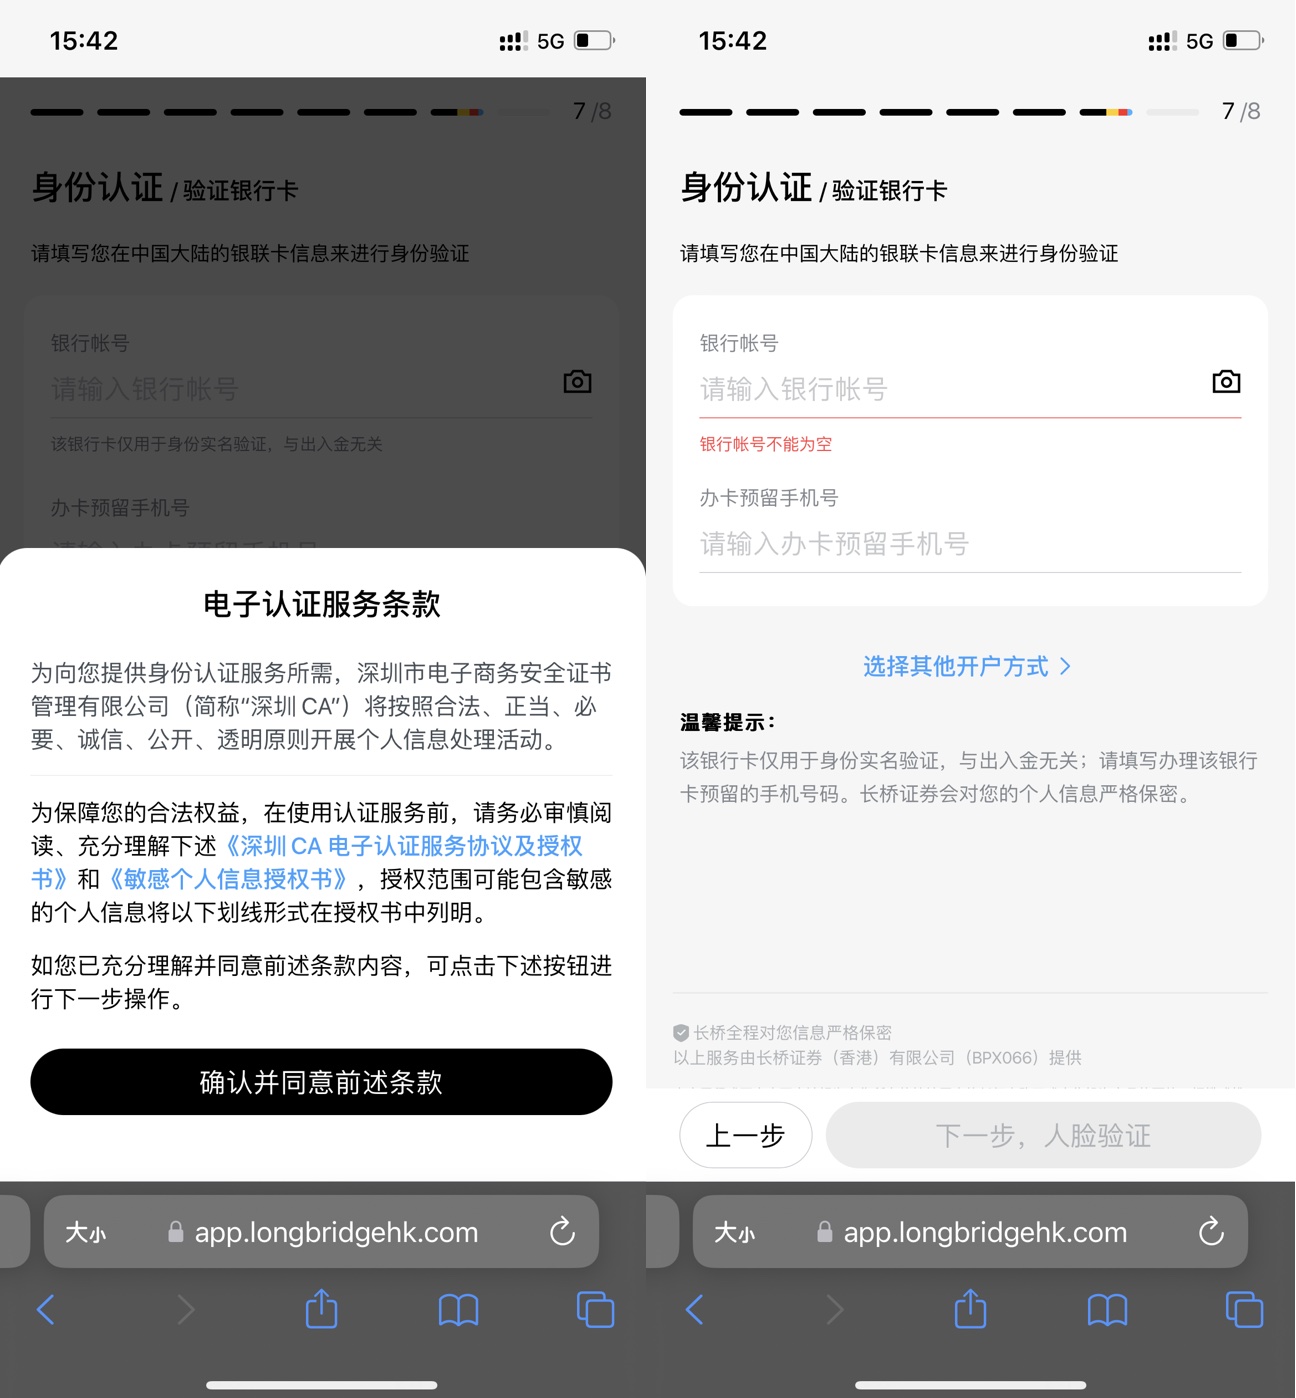 15:42
5G
7 /8
身份认证 / 验证银行卡
请填写您在中国大陆的银联卡信息来进行身份验证
银行帐号
请输入银行帐号
该银行卡仅用于身份实名验证，与出入金无关
办卡预留手机号
电子认证服务条款
为向您提供身份认证服务所需，深圳市电子商务安全证书
管理有限公司（简称“深圳 CA”）将按照合法、正当、必
要、诚信、公开、透明原则开展个人信息处理活动。
为保障您的合法权益，在使用认证服务前，请务必审慎阅
读、充分理解下述《深圳 CA 电子认证服务协议及授权
书》和《敏感个人信息授权书》，授权范围可能包含敏感
的个人信息将以下划线形式在授权书中列明。
如您已充分理解并同意前述条款内容，可点击下述按钮进
行下一步操作。
确认并同意前述条款
大小
app.longbridgehk.com
15:42
5G
7 /8
身份认证 / 验证银行卡
请填写您在中国大陆的银联卡信息来进行身份验证
银行帐号
请输入银行帐号
银行帐号不能为空
办卡预留手机号
请输入办卡预留手机号
选择其他开户方式
温馨提示：
该银行卡仅用于身份实名验证，与出入金无关；请填写办理该银行
卡预留的手机号码。长桥证券会对您的个人信息严格保密。
长桥全程对您信息严格保密
以上服务由长桥证券（香港）有限公司（BPX066）提供
上一步
下一步，人脸验证
大小
app.longbridgehk.com